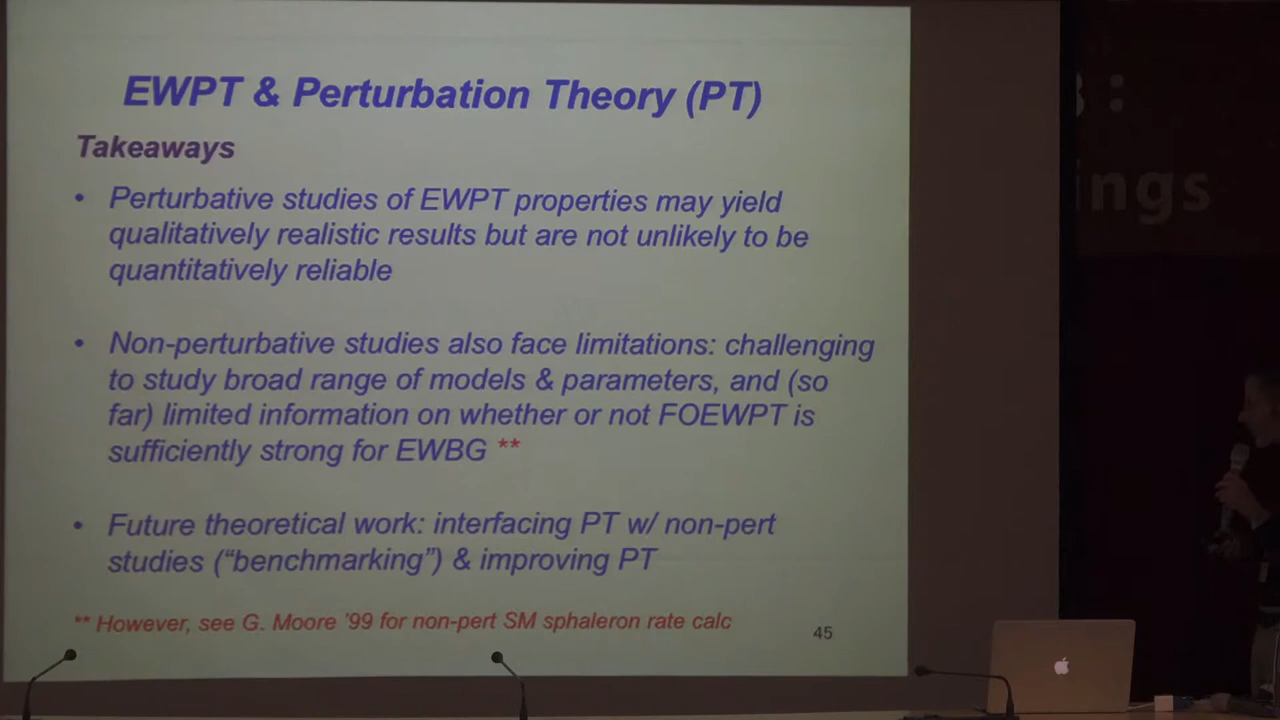 EWPT & Perturbation Theory (PT)
Takeaways
• Perturbative studies of EWPT properties may yield
qualitatively realistic results but are not unlikely to be
quantitatively reliable
• Non-perturbative studies also face limitations: challenging
to study broad range of models & parameters, and (so
far) limited information on whether or not FOEWPT is
sufficiently strong for EWBG **
• Future theoretical work: interfacing PT w/ non-pert
studies (“benchmarking”) & improving PT
** However, see G. Moore '99 for non-pert SM sphaleron rate calc
45
:
ings